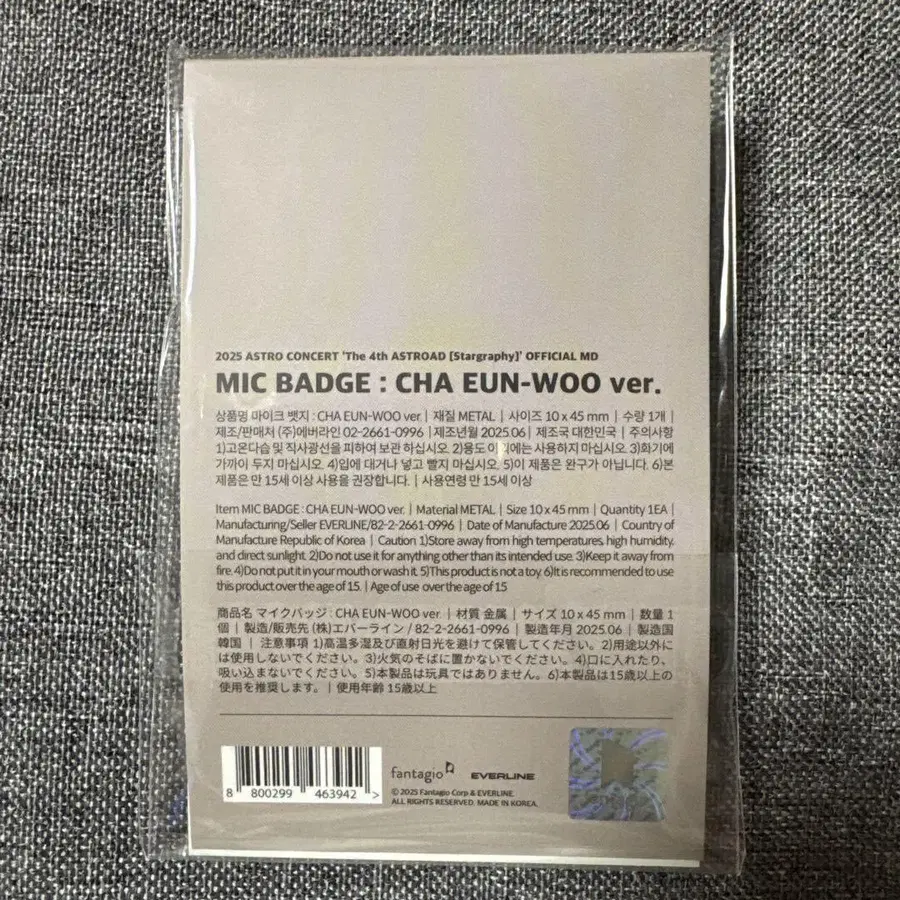 2025 ASTRO CONCERT 'The 4th ASTROAD [Stargraphy]' OFFICIAL MD
MIC BADGE : CHA EUN-WOO ver.
상품명 마이크 뱃지 : CHA EUN-WOO ver | 재질 METAL | 사이즈 10 x 45 mm | 수량 1개 |
제조/판매처 (주)에버라인 02-2661-0996 | 제조년월 2025.06 | 제조국 대한민국 | 주의사항
1)고온다습 및 직사광선을 피하여 보관 하십시오. 2)용도 이외에는 사용하지 마십시오. 3)화기에
가까이 두지 마십시오. 4)입에 대거나 넣고 빨지 마십시오. 5)이 제품은 완구가 아닙니다. 6)본
제품은 만 15세 이상 사용을 권장합니다. | 사용연령 만 15세 이상
Item MIC BADGE : CHA EUN-WOO ver. | Material METAL | Size 10 x 45 mm | Quantity 1EA |
Manufacturing/Seller EVERLINE/82-2-2661-0996 | Date of Manufacture 2025.06 | Country of
Manufacture Republic of Korea | Caution 1)Store away from high temperatures, high humidity,
and direct sunlight. 2)Do not use it for anything other than its intended use. 3)Keep it away from
fire. 4)Do not put it in your mouth or wash it. 5)This product is not a toy. 6)It is recommended to use
this product over the age of 15. | Age of use over the age of 15
商品名 マイクバッジ : CHA EUN-WOO ver. | 材質 金属 | サイズ 10 x 45 mm | 数量 1
個 | 製造/販売先 (株)エバーライン / 82-2-2661-0996 | 製造年月 2025.06 | 製造国
韓国 | 注意事項 1)高温多湿及び直射日光を避けて保管してください。2)用途以外に
は使用しないでください。3)火気のそばに置かないでください。4)口に入れたり、
吸い込まないでください。5)本製品は玩具ではありません。6)本製品は15歳以上の
使用を推奨します。 | 使用年齢 15歳以上
8 800299 463942 >
fantagio EVERLINE
© 2025 Fantagio Corp & EVERLINE.
ALL RIGHTS RESERVED. MADE IN KOREA.